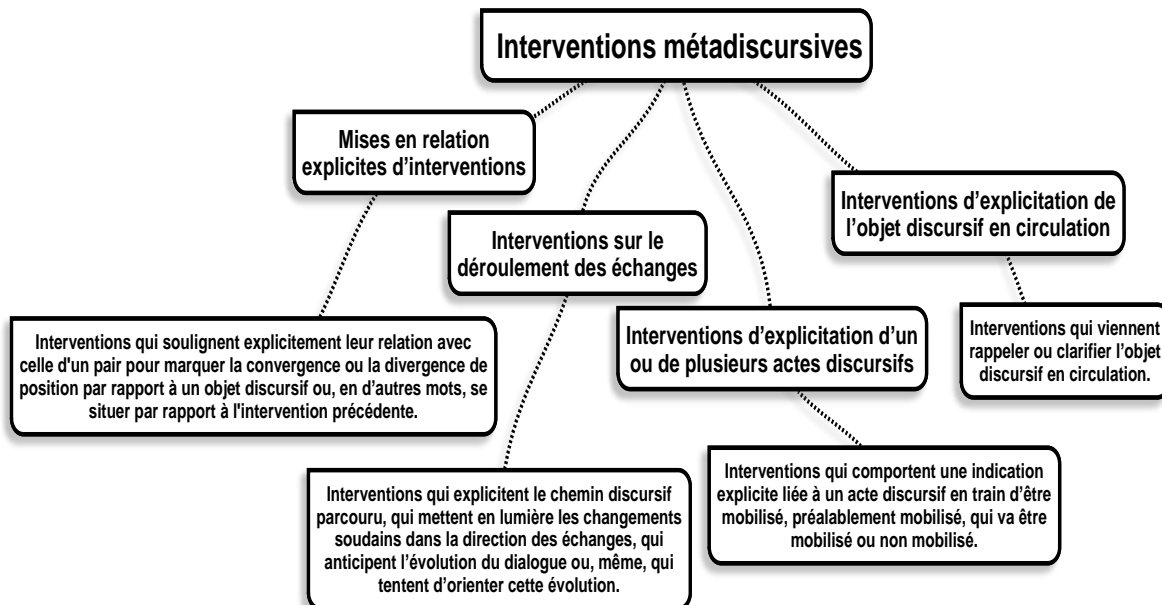 Interventions métadiscursives
Mises en relation
explicites d’interventions
Interventions d’explicitation de
l’objet discursif en circulation
Interventions sur le
déroulement des échanges
Interventions d’explicitation d’un
ou de plusieurs actes discursifs
Interventions qui soulignent explicitement leur relation avec
celle d'un pair pour marquer la convergence ou la divergence de
position par rapport à un objet discursif ou, en d’autres mots, se
situer par rapport à l'intervention précédente.
Interventions qui viennent
rappeler ou clarifier l’objet
discursif en circulation.
Interventions qui explicitent le chemin discursif
parcouru, qui mettent en lumière les changements
soudains dans la direction des échanges, qui
anticipent l’évolution du dialogue ou, même, qui
tentent d’orienter cette évolution.
Interventions qui comportent une indication
explicite liée à un acte discursif en train d’être
mobilisé, préalablement mobilisé, qui va être
mobilisé ou non mobilisé.